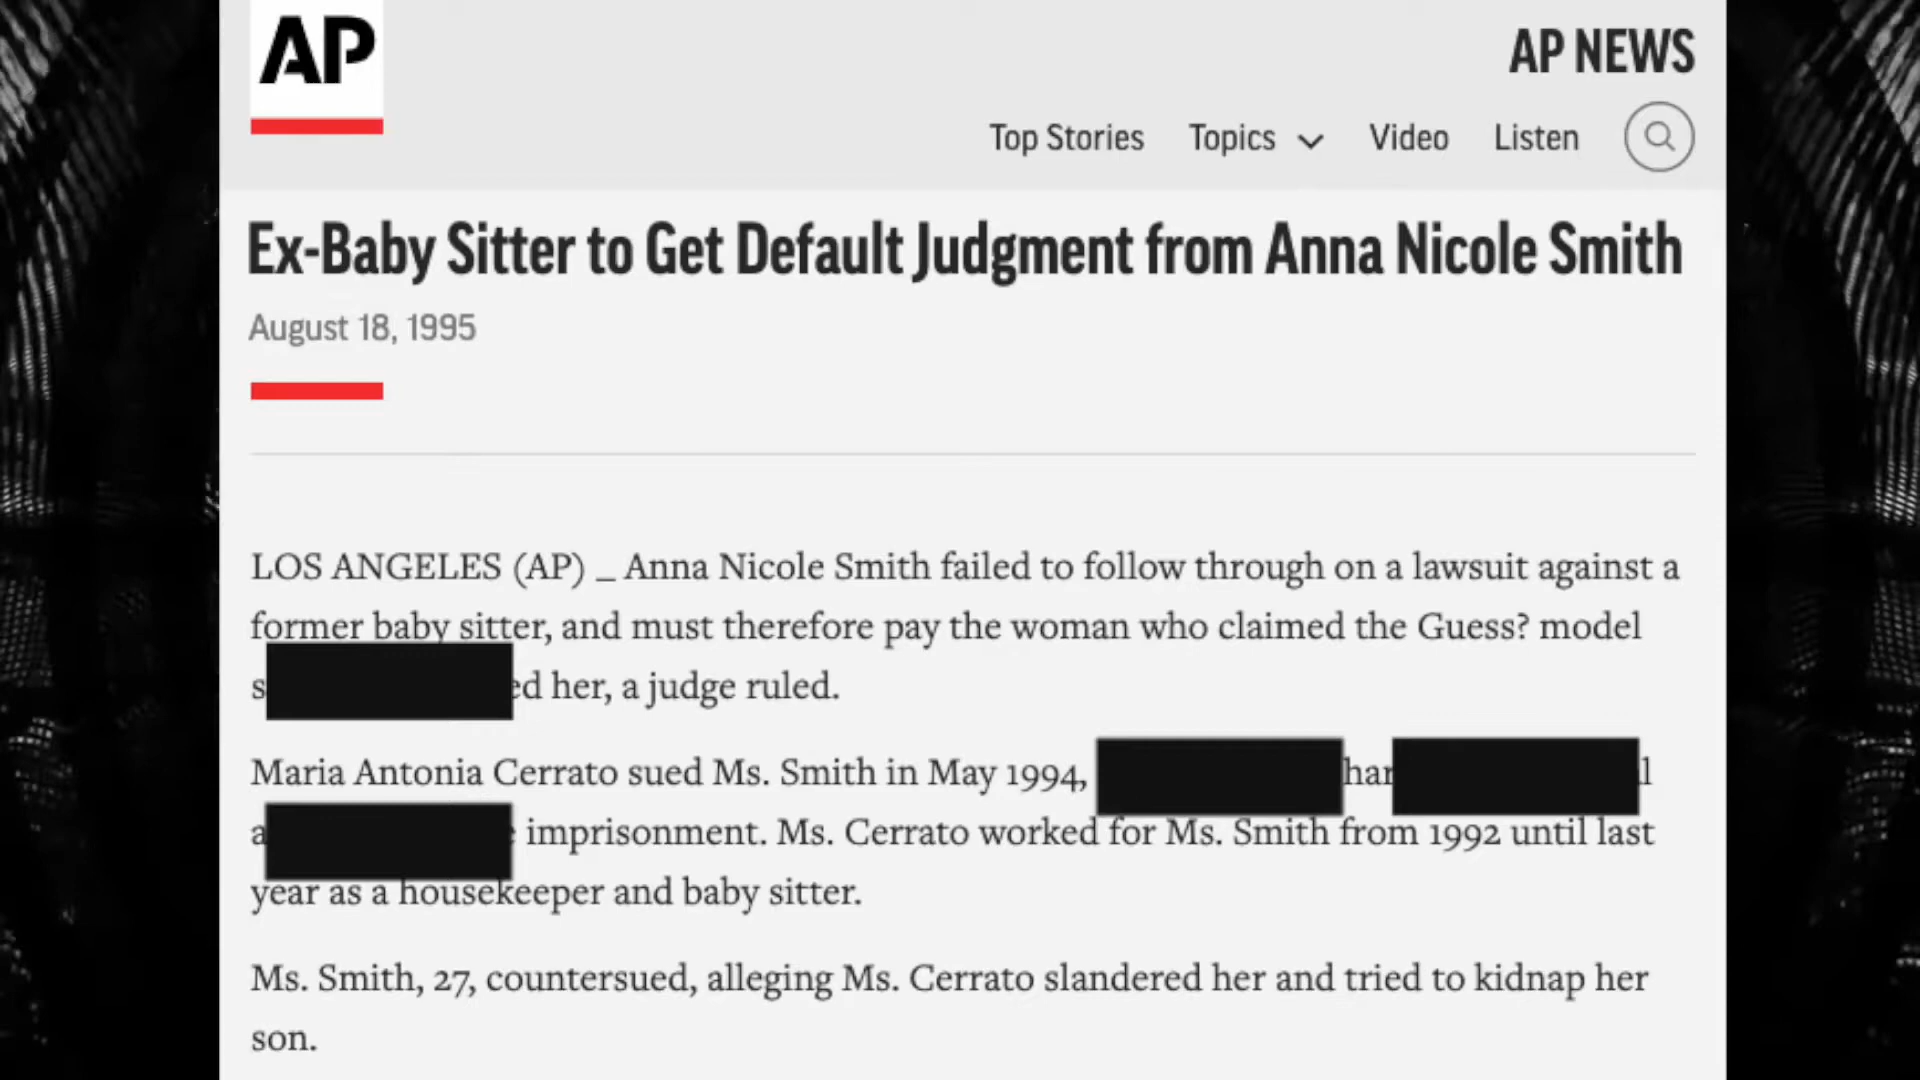 AP
AP NEWS
Top Stories Topics Video Listen
Ex-Baby Sitter to Get Default Judgment from Anna Nicole Smith
August 18, 1995
LOS ANGELES (AP) _ Anna Nicole Smith failed to follow through on a lawsuit against a
former baby sitter, and must therefore pay the woman who claimed the Guess? model
her, a judge ruled.
Maria Antonia Cerrato sued Ms. Smith in May 1994,
imprisonment. Ms. Cerrato worked for Ms. Smith from 1992 until last
year as a housekeeper and baby sitter.
Ms. Smith, 27, countersued, alleging Ms. Cerrato slandered her and tried to kidnap her
son.